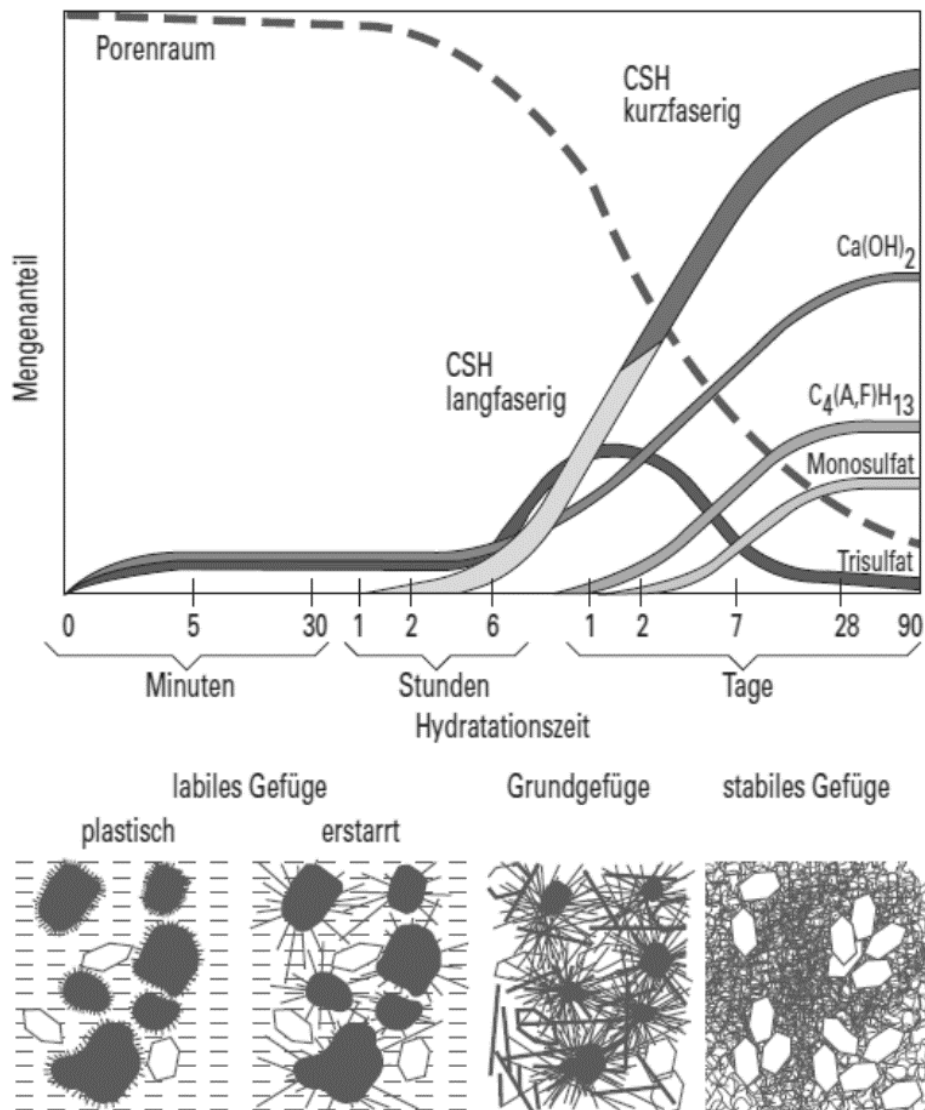 Porenraum
CSH
kurzfaserig
Ca(OH)2
CSH
langfaserig
C4(A,F)H13
Monosulfat
Trisulfat
Mengenanteil
0 5 30 1 2 6 1 2 7 28 90
Minuten Stunden Tage
Hydratationszeit
labiles Gefüge Grundgefüge stabiles Gefüge
plastisch erstarrt